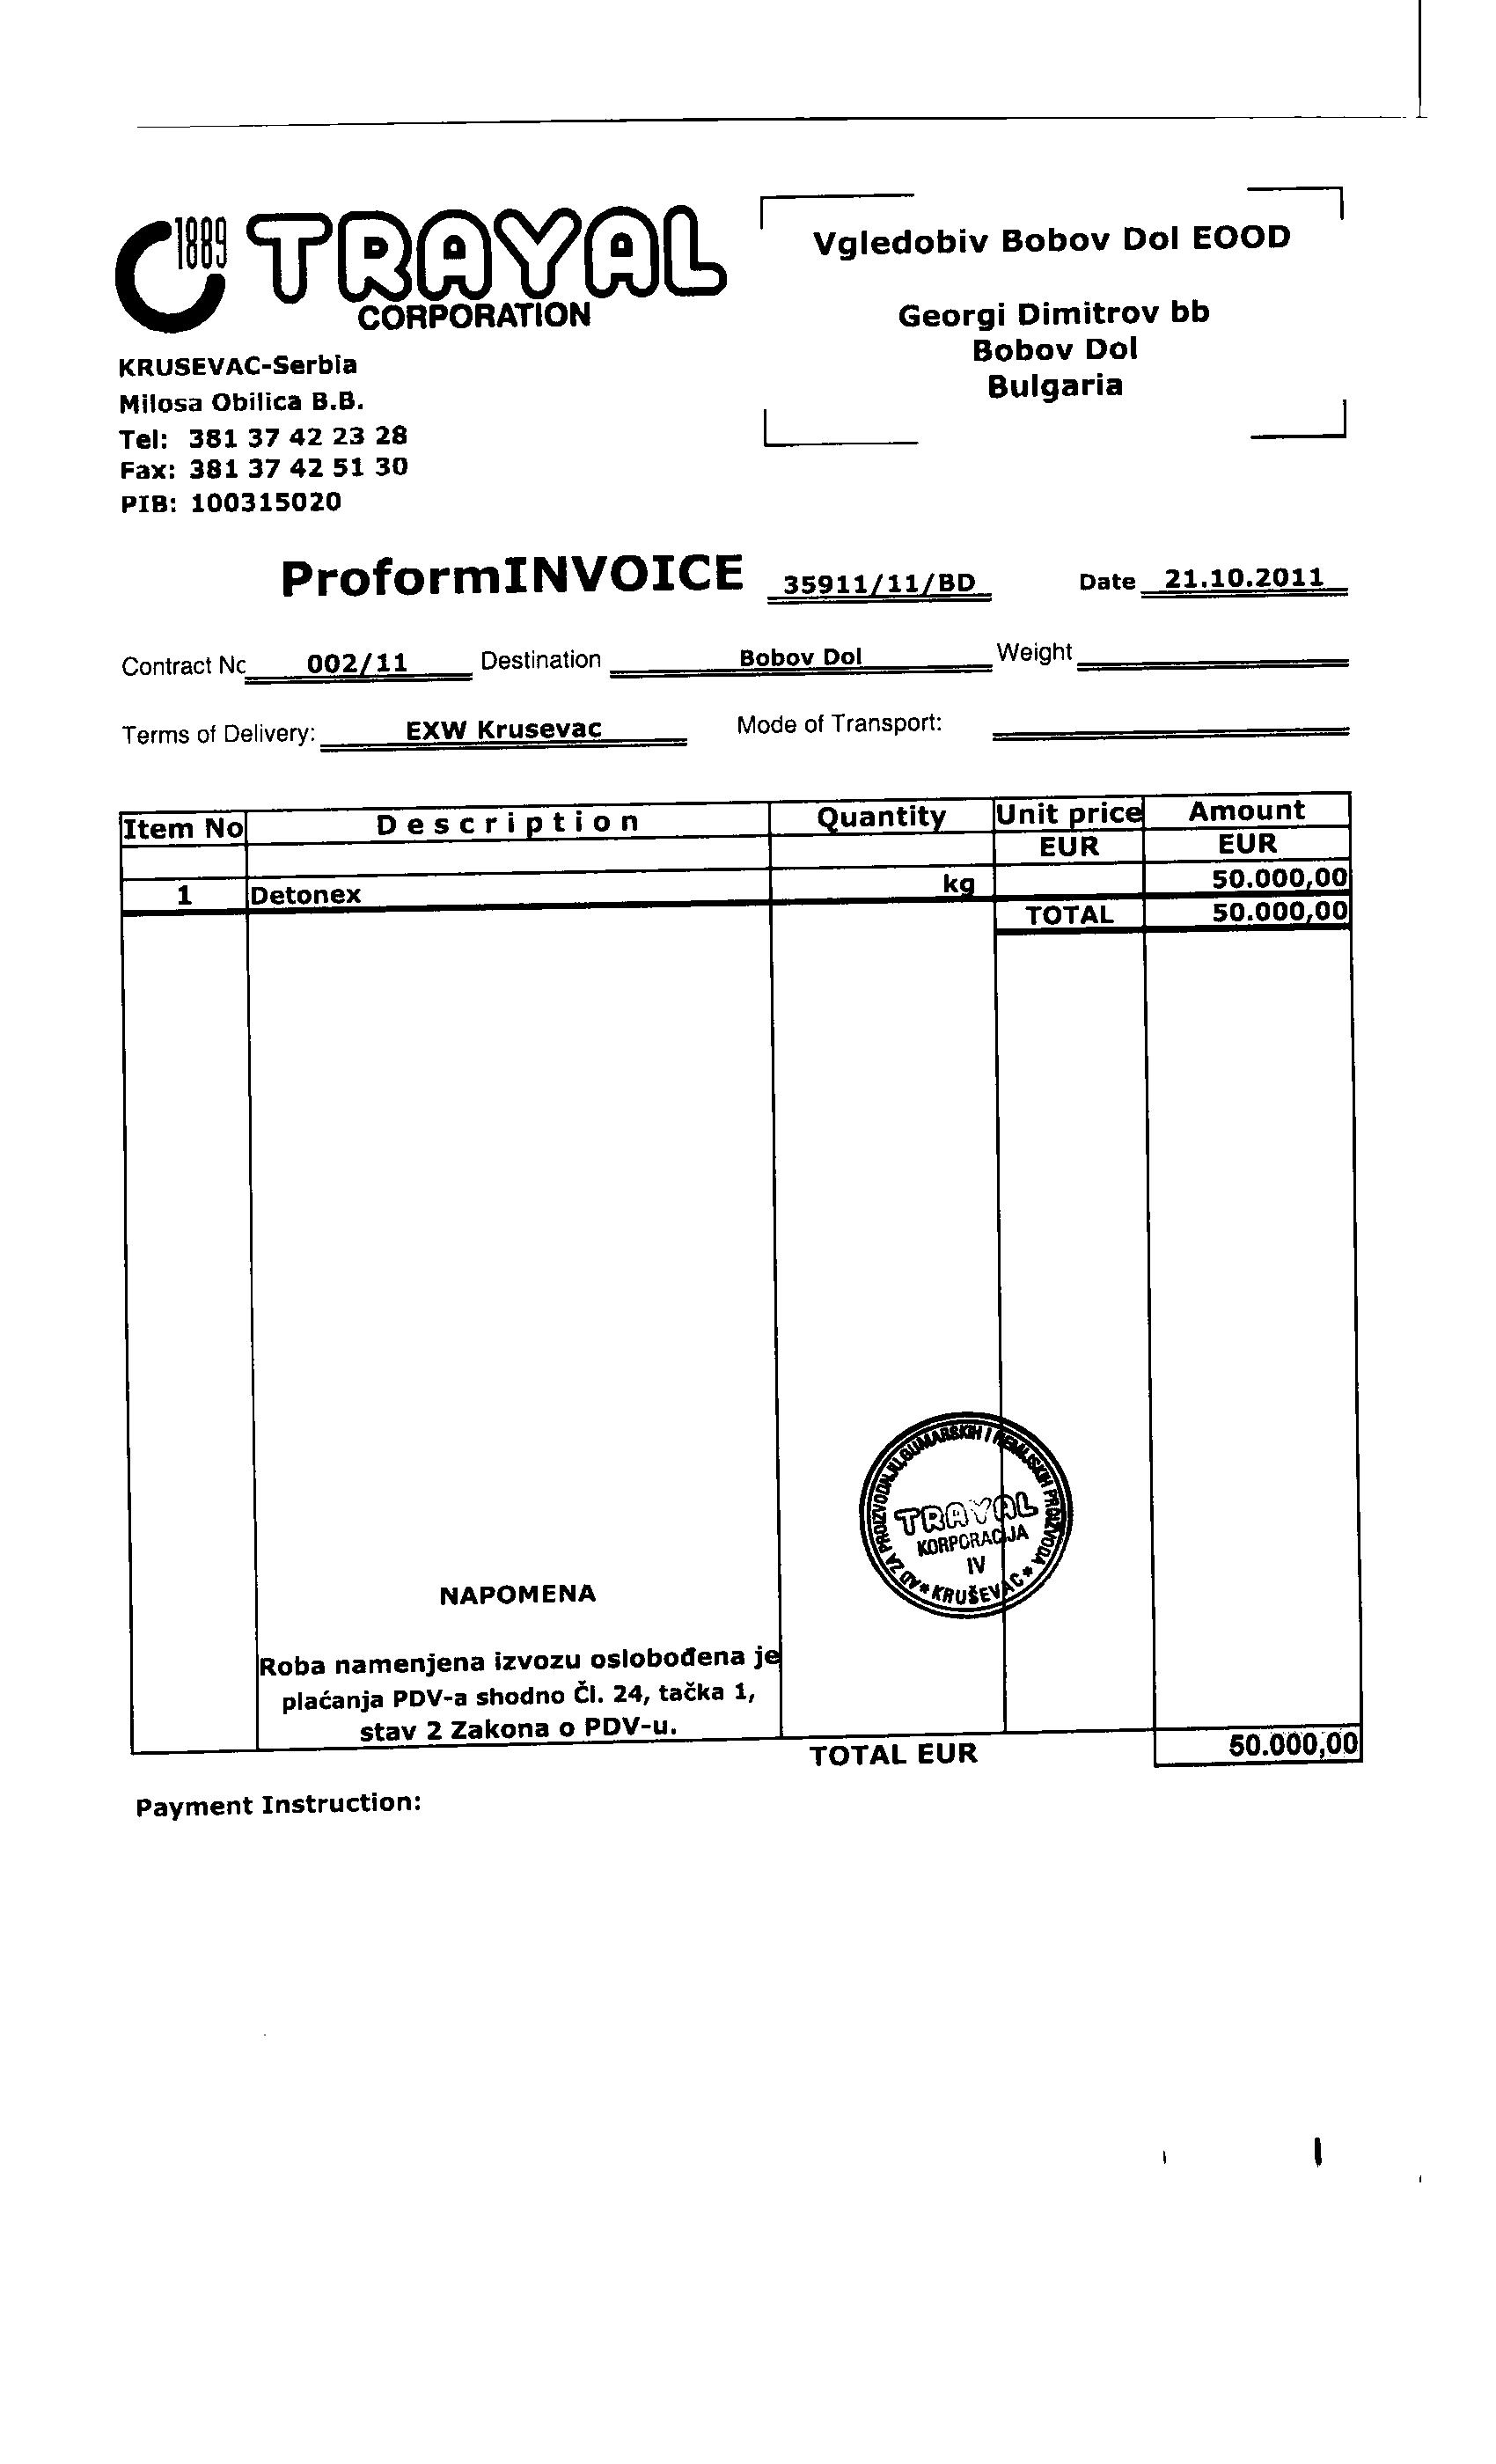 1889 TRAYAL
CORPORATION
KRUSEVAC-Serbia
Milosa Obilica B.B.
Tel: 381 37 42 23 28
Fax: 381 37 42 51 30
PIB: 100315020
Vgledobiv Bobov Dol EOOD
Georgi Dimitrov bb
Bobov Dol
Bulgaria
ProformINVOICE 35911/11/BD Date 21.10.2011
Contract No 002/11 Destination Bobov Dol Weight
Terms of Delivery: EXW Krusevac Mode of Transport:
Item No Description Quantity Unit price Amount
EUR EUR
1 Detonex kg 50.000,00
TOTAL 50.000,00
AD ZA PROIZVODNJU GUMARSKIH I HEMIJSKIH PROIZVODA
TRAYAL
KORPORACIJA
IV
* KRUŠEVAC *
NAPOMENA
Roba namenjena izvozu oslobođena je
plaćanja PDV-a shodno Čl. 24, tačka 1,
stav 2 Zakona o PDV-u.
TOTAL EUR 50.000,00
Payment Instruction: